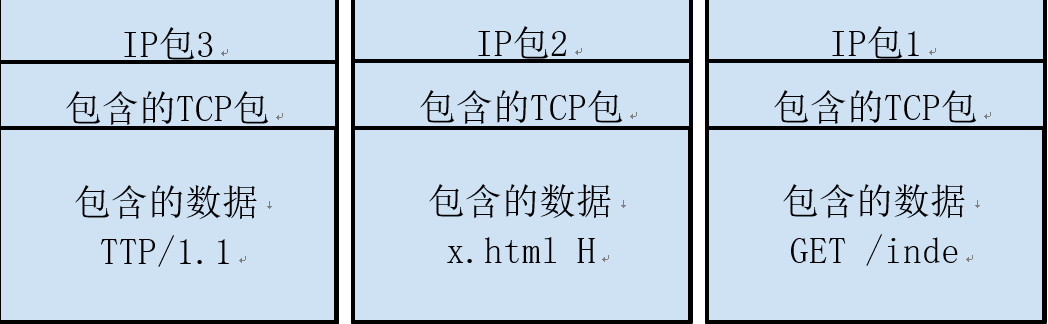 IP包3
包含的TCP包
包含的数据
TTP/1.1
IP包2
包含的TCP包
包含的数据
x.html H
IP包1
包含的TCP包
包含的数据
GET /inde